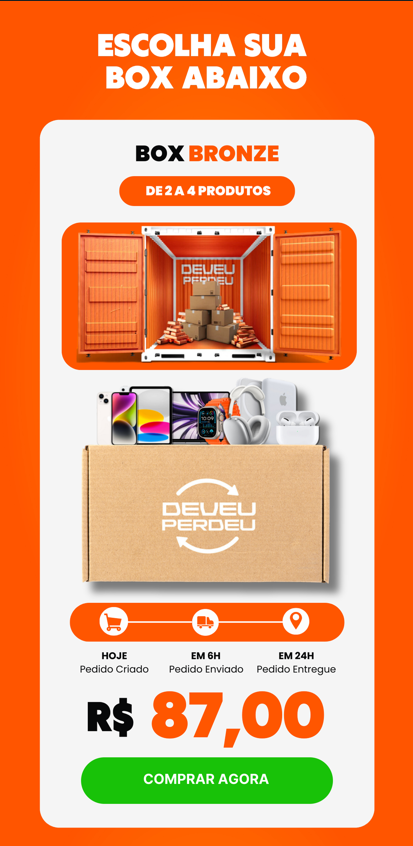 ESCOLHA SUA
BOX ABAIXO
BOX BRONZE
DE 2 A 4 PRODUTOS
DEVEU
PERDEU
DEVEU
PERDEU
HOJE
EM 6H
EM 24H
Pedido Criado
Pedido Enviado
Pedido Entregue
R$ 87,00
COMPRAR AGORA